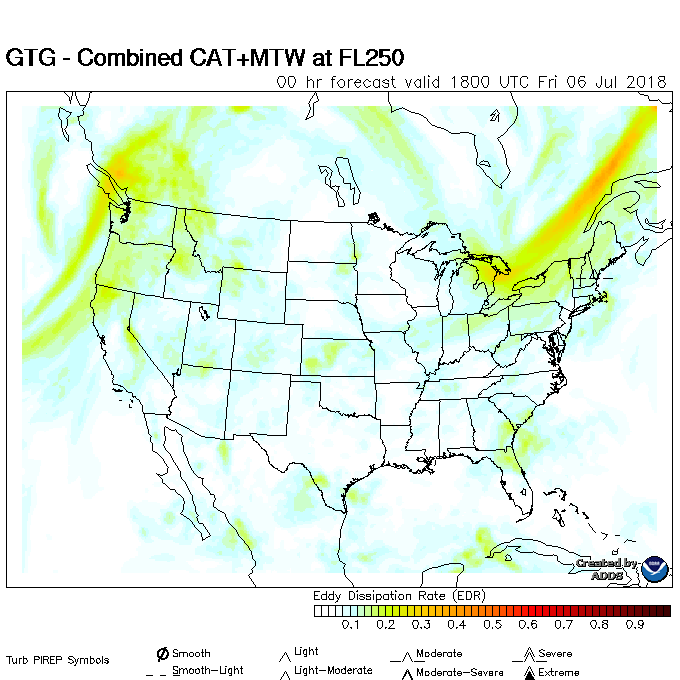 GTG - Combined CAT+MTW at FL250
00 hr forecast valid 1800 UTC Fri 06 Jul 2018
Created by
ADDS
Eddy Dissipation Rate (EDR)
0.1 0.2 0.3 0.4 0.5 0.6 0.7 0.8 0.9
Turb PIREP Symbols
Smooth Light Moderate Severe
Smooth-Light Light-Moderate Moderate-Severe Extreme